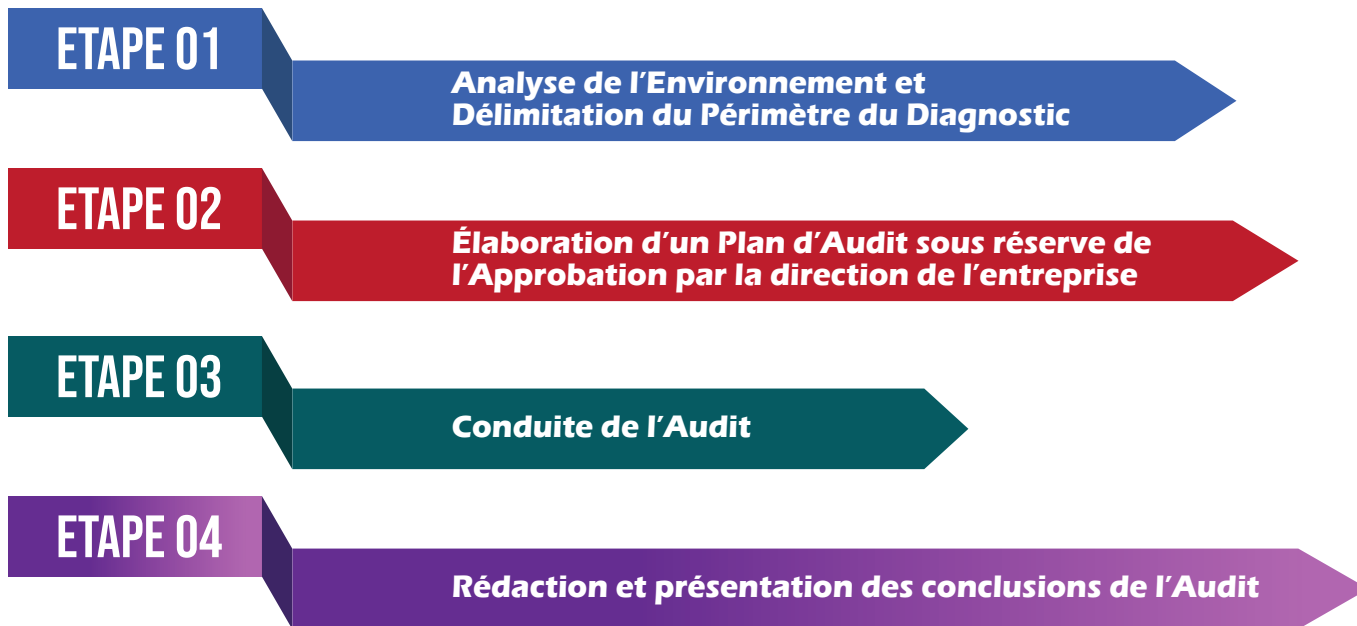 ETAPE 01
Analyse de l'Environnement et
Délimitation du Périmètre du Diagnostic
ETAPE 02
Élaboration d'un Plan d'Audit sous réserve de
l'Approbation par la direction de l'entreprise
ETAPE 03
Conduite de l'Audit
ETAPE 04
Rédaction et présentation des conclusions de l'Audit